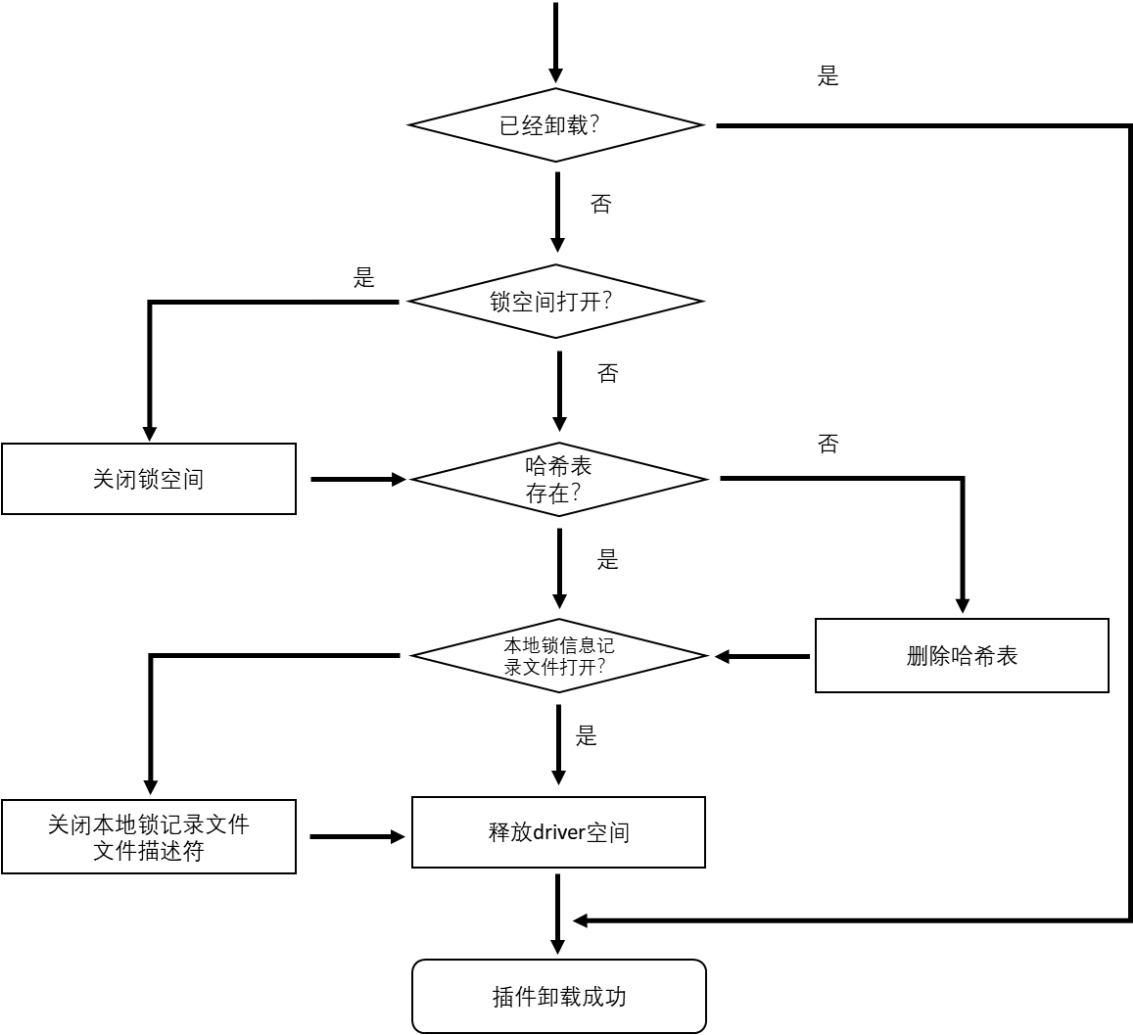 是
已经卸载?
否
是
锁空间打开?
否
否
关闭锁空间
哈希表
存在?
是
本地锁信息记
录文件打开?
删除哈希表
是
关闭本地锁记录文件
文件描述符
释放driver空间
插件卸载成功